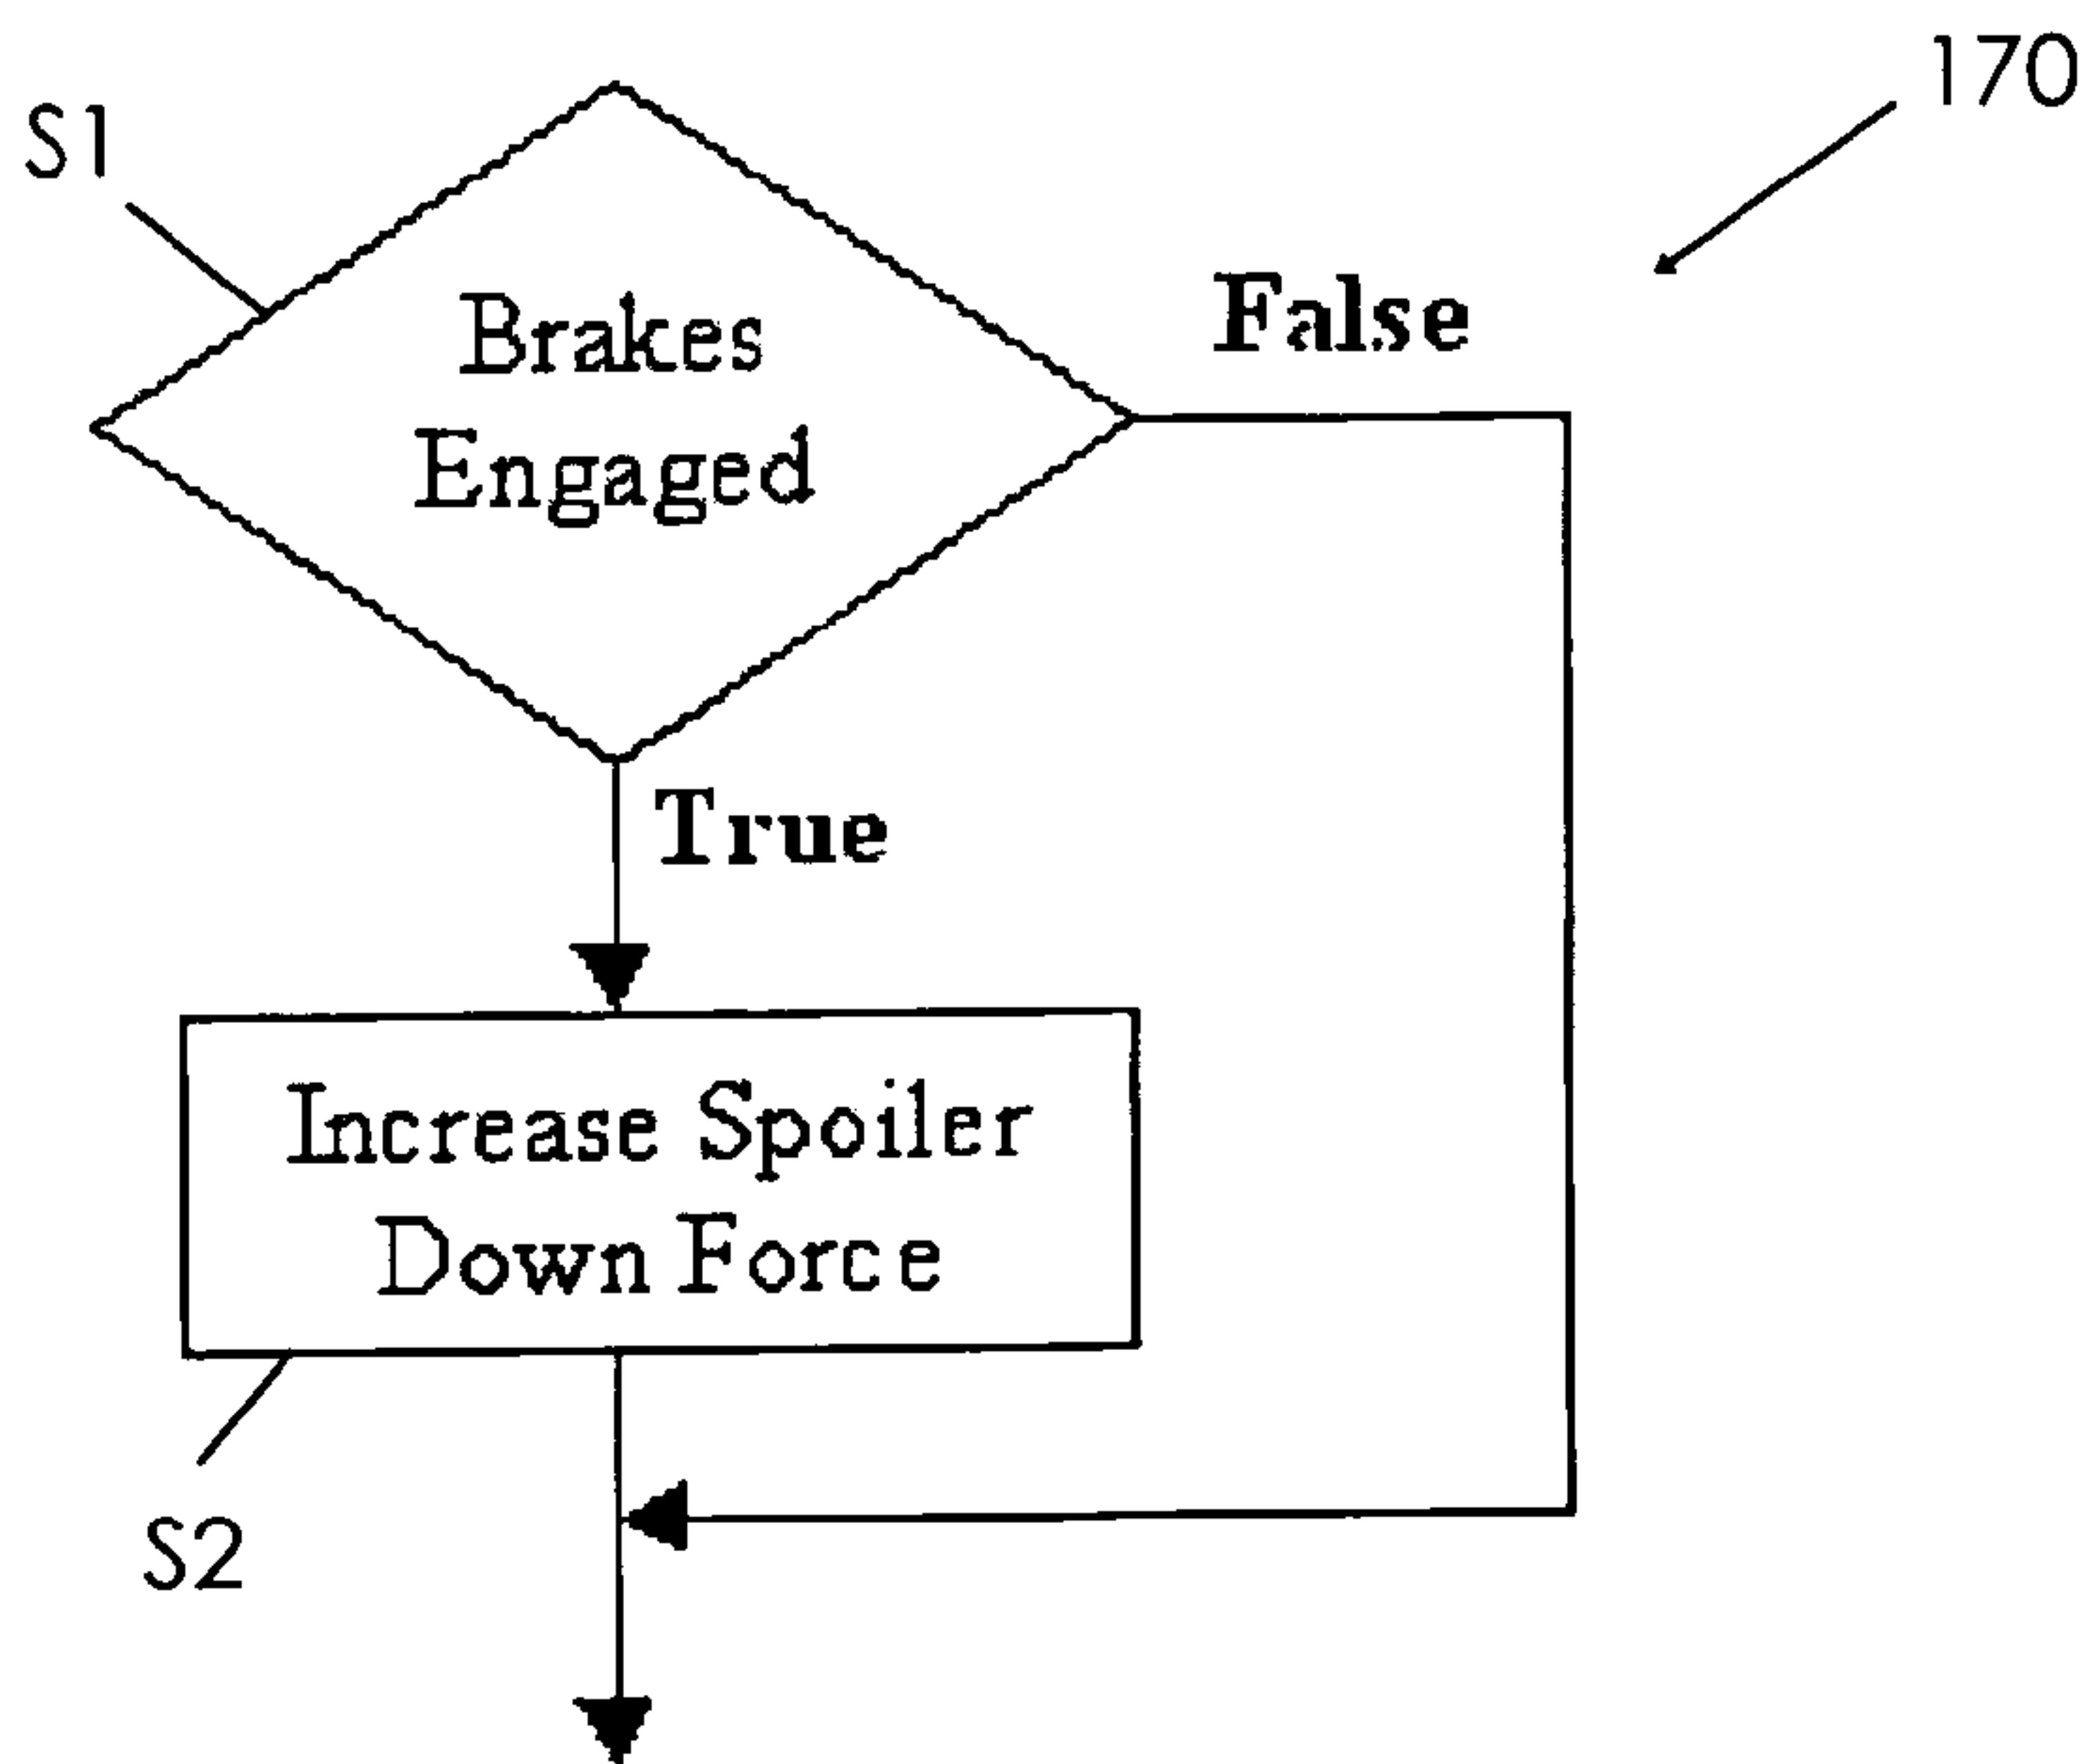 170
S1
Brakes
Engaged
False
True
Increase Spoiler
Down Force
S2